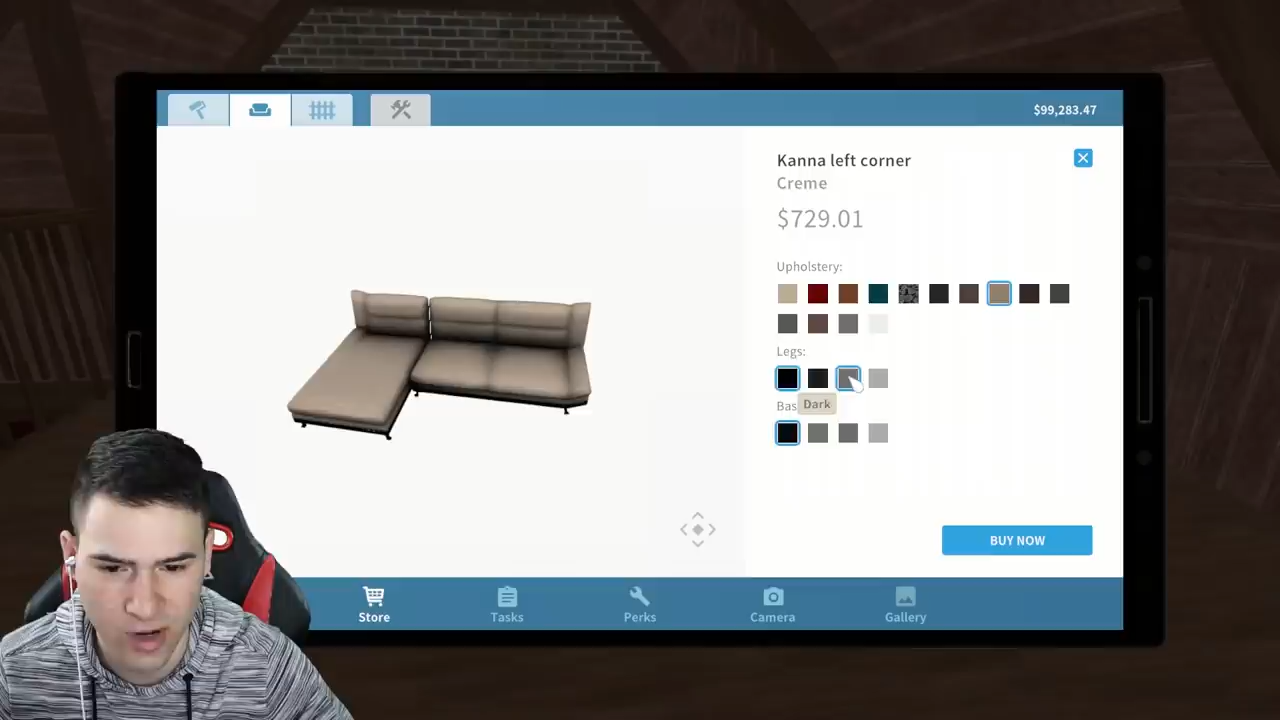 $99,283.47
Kanna left corner
Creme
$729.01
Upholstery:
Legs:
Dark
Bas
BUY NOW
Store
Tasks
Perks
Camera
Gallery